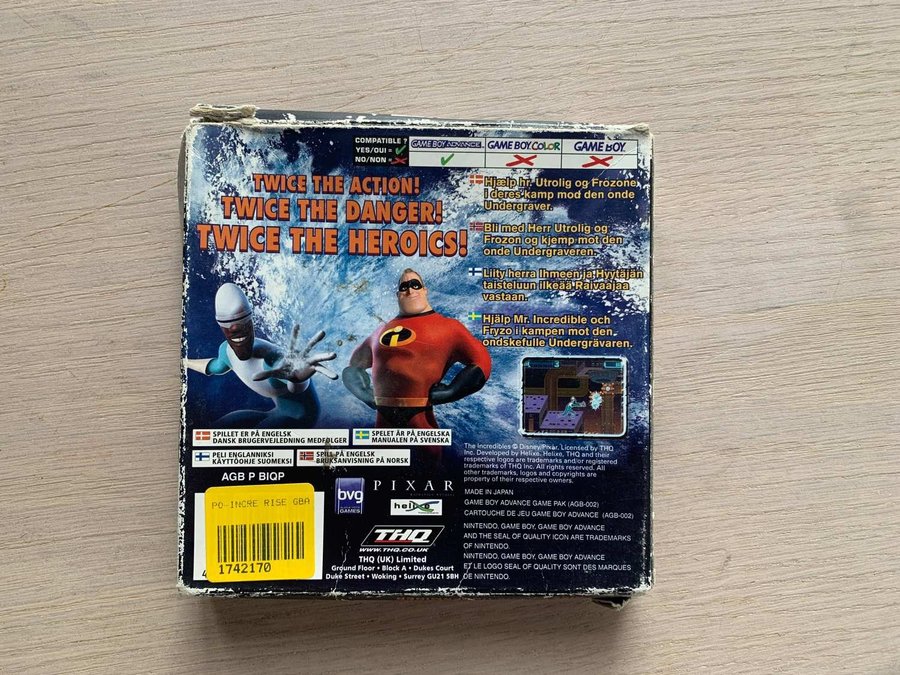 COMPATIBLE ?
YES/OUI = ✓
NO/NON = ✗
GAME BOY ADVANCE
GAME BOY COLOR
GAME BOY
TWICE THE ACTION!
TWICE THE DANGER!
TWICE THE HEROICS!
Hjælp hr. Utrolig og Frozone
i deres kamp mod den onde
Undergraver.
Bli med Herr Utrolig og
Frozon og kjemp mot den
onde Undergraveren.
Liity herra Ihmeen ja Hyytäjän
taisteluun ilkeää Raivaajaa
vastaan.
Hjälp Mr. Incredible och
Fryzo i kampen mot den
ondskefulle Undergrävaren.
SPILLET ER PÅ ENGELSK
DANSK BRUGERVEJLEDNING MEDFØLGER
SPELET ÄR PÅ ENGELSKA
MANUALEN PÅ SVENSKA
PELI ENGLANNIKSI
KÄYTTÖOHJE SUOMEKSI
SPILL PÅ ENGELSK
BRUKSANVISNING PÅ NORSK
AGB P BIQP
PO-INCRE RISE GBA
1742170
4
bvg
GAMES
PIXAR
helixe
THQ
WWW.THQ.CO.UK
THQ (UK) Limited
Ground Floor • Block A • Dukes Court
Duke Street • Woking • Surrey GU21 5BH
The Incredibles © Disney/Pixar. Licensed by THQ
Inc. Developed by Helixe. Helixe, THQ and their
respective logos are trademarks and/or registered
trademarks of THQ Inc. All rights reserved. All
other trademarks, logos and copyrights are
property of their respective owners.
MADE IN JAPAN
GAME BOY ADVANCE GAME PAK (AGB-002)
CARTOUCHE DE JEU GAME BOY ADVANCE (AGB-002)
NINTENDO, GAME BOY, GAME BOY ADVANCE
AND THE SEAL OF QUALITY ICON ARE TRADEMARKS
OF NINTENDO.
NINTENDO, GAME BOY, GAME BOY ADVANCE
ET LE LOGO SEAL OF QUALITY SONT DES MARQUES
DE NINTENDO.